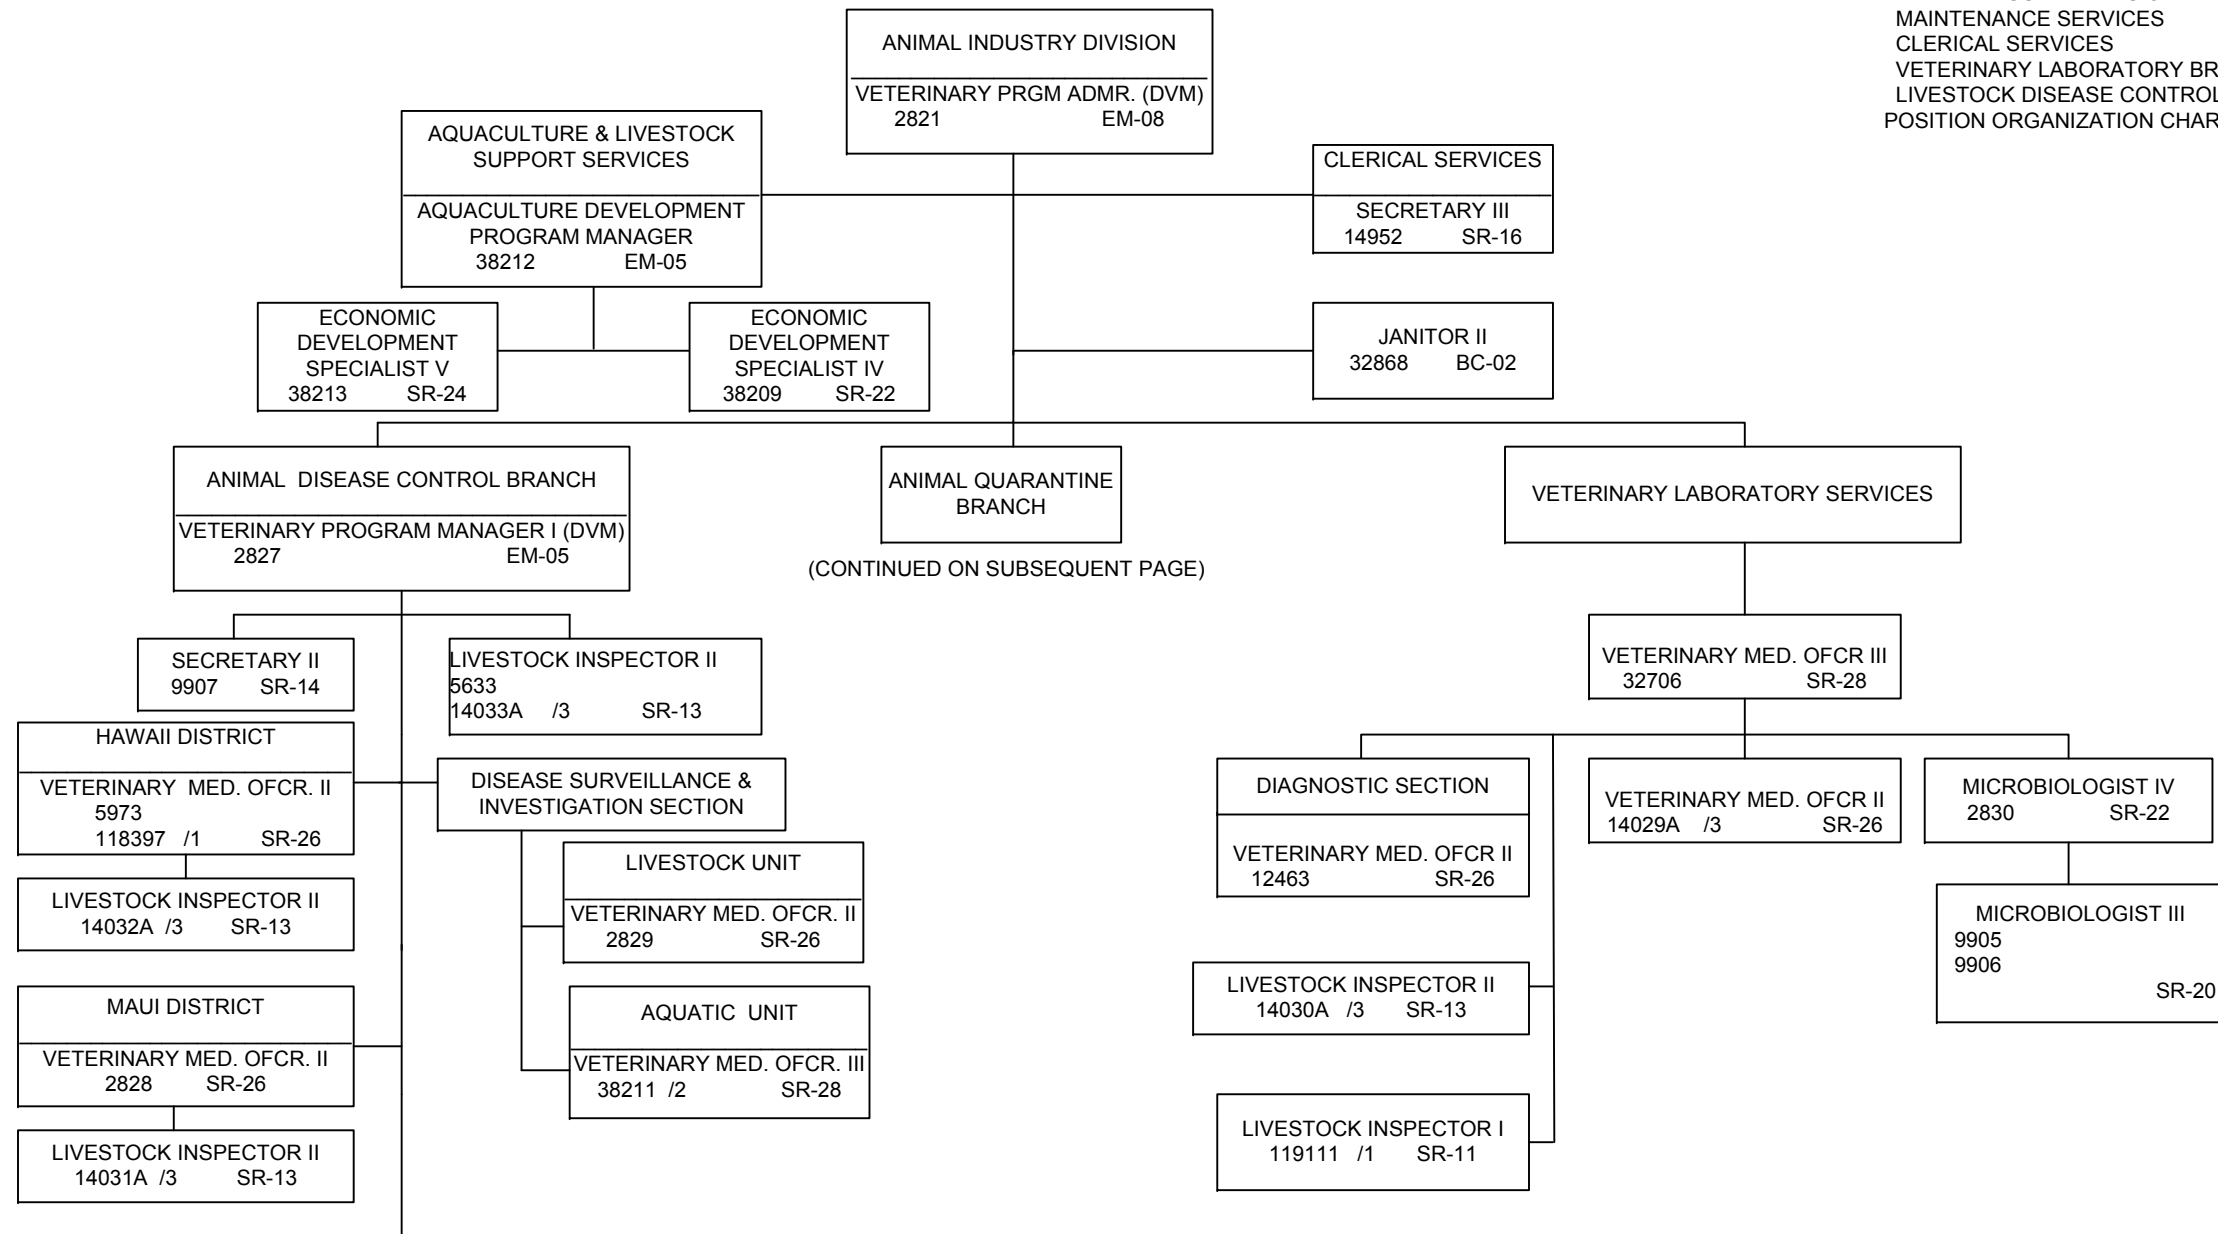 MAINTENANCE SERVICES
CLERICAL SERVICES
VETERINARY LABORATORY BR
LIVESTOCK DISEASE CONTROL
POSITION ORGANIZATION CHAR
ANIMAL INDUSTRY DIVISION
VETERINARY PRGM ADMR. (DVM)
2821 EM-08
AQUACULTURE & LIVESTOCK
SUPPORT SERVICES
AQUACULTURE DEVELOPMENT
PROGRAM MANAGER
38212 EM-05
CLERICAL SERVICES
SECRETARY III
14952 SR-16
ECONOMIC
DEVELOPMENT
SPECIALIST V
38213 SR-24
ECONOMIC
DEVELOPMENT
SPECIALIST IV
38209 SR-22
JANITOR II
32868 BC-02
ANIMAL DISEASE CONTROL BRANCH
VETERINARY PROGRAM MANAGER I (DVM)
2827 EM-05
ANIMAL QUARANTINE
BRANCH
(CONTINUED ON SUBSEQUENT PAGE)
VETERINARY LABORATORY SERVICES
SECRETARY II
9907 SR-14
LIVESTOCK INSPECTOR II
5633
14033A /3 SR-13
VETERINARY MED. OFCR III
32706 SR-28
HAWAII DISTRICT
VETERINARY MED. OFCR. II
5973
118397 /1 SR-26
LIVESTOCK INSPECTOR II
14032A /3 SR-13
DISEASE SURVEILLANCE &
INVESTIGATION SECTION
LIVESTOCK UNIT
VETERINARY MED. OFCR. II
2829 SR-26
AQUATIC UNIT
VETERINARY MED. OFCR. III
38211 /2 SR-28
MAUI DISTRICT
VETERINARY MED. OFCR. II
2828 SR-26
LIVESTOCK INSPECTOR II
14031A /3 SR-13
DIAGNOSTIC SECTION
VETERINARY MED. OFCR II
12463 SR-26
VETERINARY MED. OFCR II
14029A /3 SR-26
MICROBIOLOGIST IV
2830 SR-22
MICROBIOLOGIST III
9905
9906
SR-20
LIVESTOCK INSPECTOR II
14030A /3 SR-13
LIVESTOCK INSPECTOR I
119111 /1 SR-11